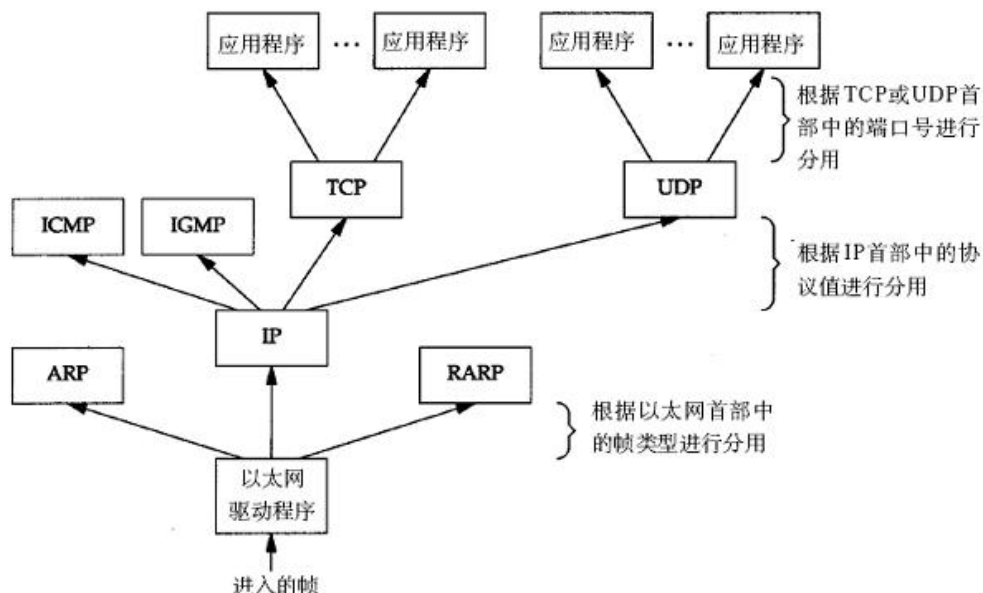 应用程序 … 应用程序 应用程序 … 应用程序
根据TCP或UDP首
部中的端口号进行
分用
TCP UDP
ICMP IGMP
根据IP首部中的协
议值进行分用
IP
ARP RARP
根据以太网首部中
的帧类型进行分用
以太网
驱动程序
进入的帧